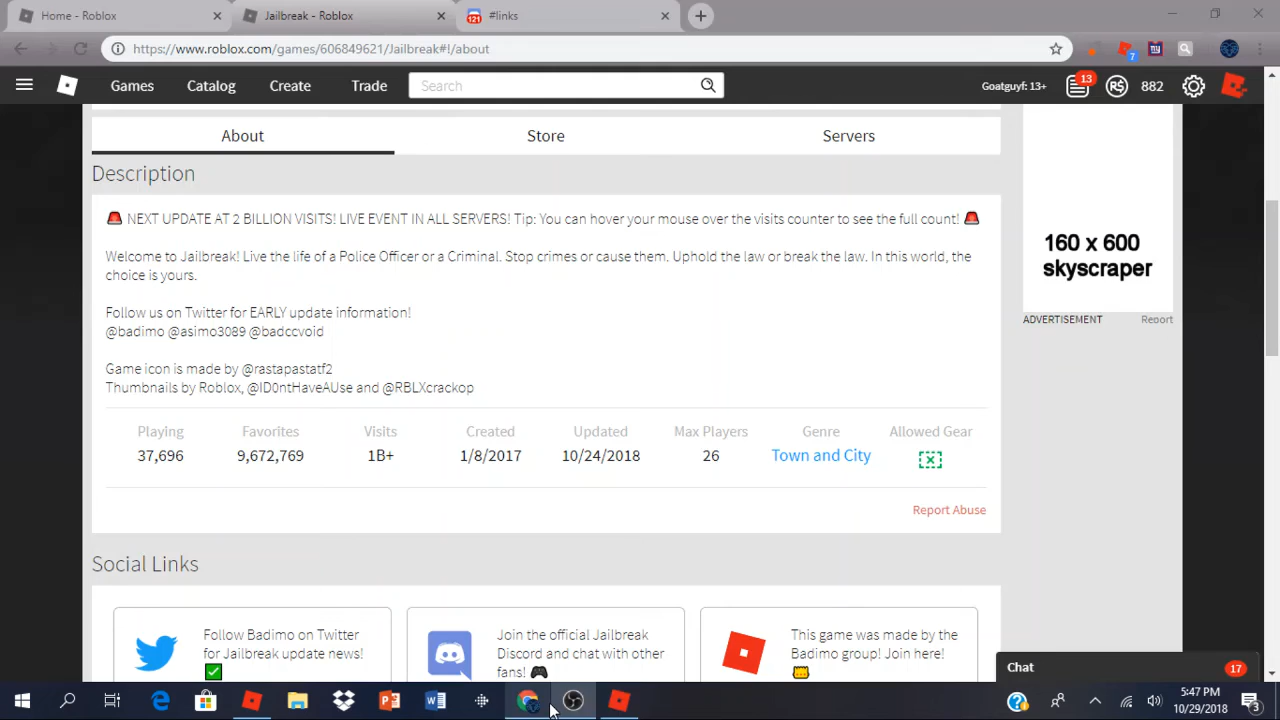 Home - Roblox
Jailbreak - Roblox
121
#links
https://www.roblox.com/games/606849621/Jailbreak#!/about
7
ny
Games
Catalog
Create
Trade
Search
Goatguyf: 13+
13
R$
882
About
Store
Servers
Description
🚨 NEXT UPDATE AT 2 BILLION VISITS! LIVE EVENT IN ALL SERVERS! Tip: You can hover your mouse over the visits counter to see the full count! 🚨
Welcome to Jailbreak! Live the life of a Police Officer or a Criminal. Stop crimes or cause them. Uphold the law or break the law. In this world, the
choice is yours.
Follow us on Twitter for EARLY update information!
@badimo @asimo3089 @badccvoid
Game icon is made by @rastapastatf2
Thumbnails by Roblox, @ID0ntHaveAUse and @RBLXcrackop
Playing
Favorites
Visits
Created
Updated
Max Players
Genre
Allowed Gear
37,696
9,672,769
1B+
1/8/2017
10/24/2018
26
Town and City
Report Abuse
160 x 600
skyscraper
ADVERTISEMENT
Report
Social Links
Follow Badimo on Twitter
for Jailbreak update news!
✅
Join the official Jailbreak
Discord and chat with other
fans! 🎮
This game was made by the
Badimo group! Join here!
Chat
17
5:47 PM
10/29/2018
3